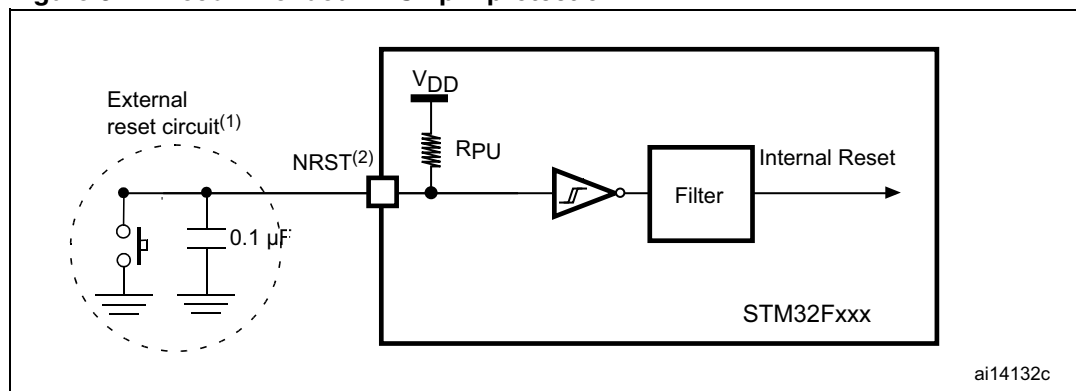 VDD
External
reset circuit(1)
NRST(2)
RPU
Internal Reset
Filter
0.1 µF
STM32Fxxx
ai14132c